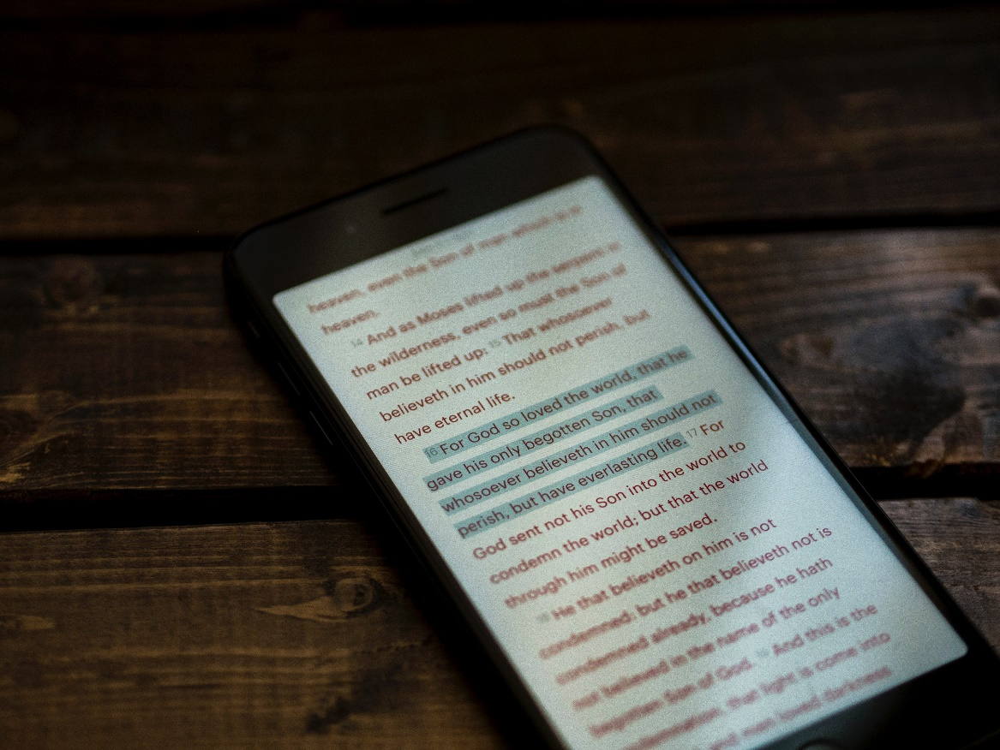 heaven, even the Son of man which is in
heaven.
14 And as Moses lifted up the serpent in
the wilderness, even so must the Son of
man be lifted up: 15 That whosoever
believeth in him should not perish, but
have eternal life.
16 For God so loved the world, that he
gave his only begotten Son, that
whosoever believeth in him should not
perish, but have everlasting life. 17 For
God sent not his Son into the world to
condemn the world; but that the world
through him might be saved.
18 He that believeth on him is not
condemned: but he that believeth not is
condemned already, because he hath
not believed in the name of the only
begotten Son of God. 19 And this is the
condemnation, that light is come into
and men loved darkness